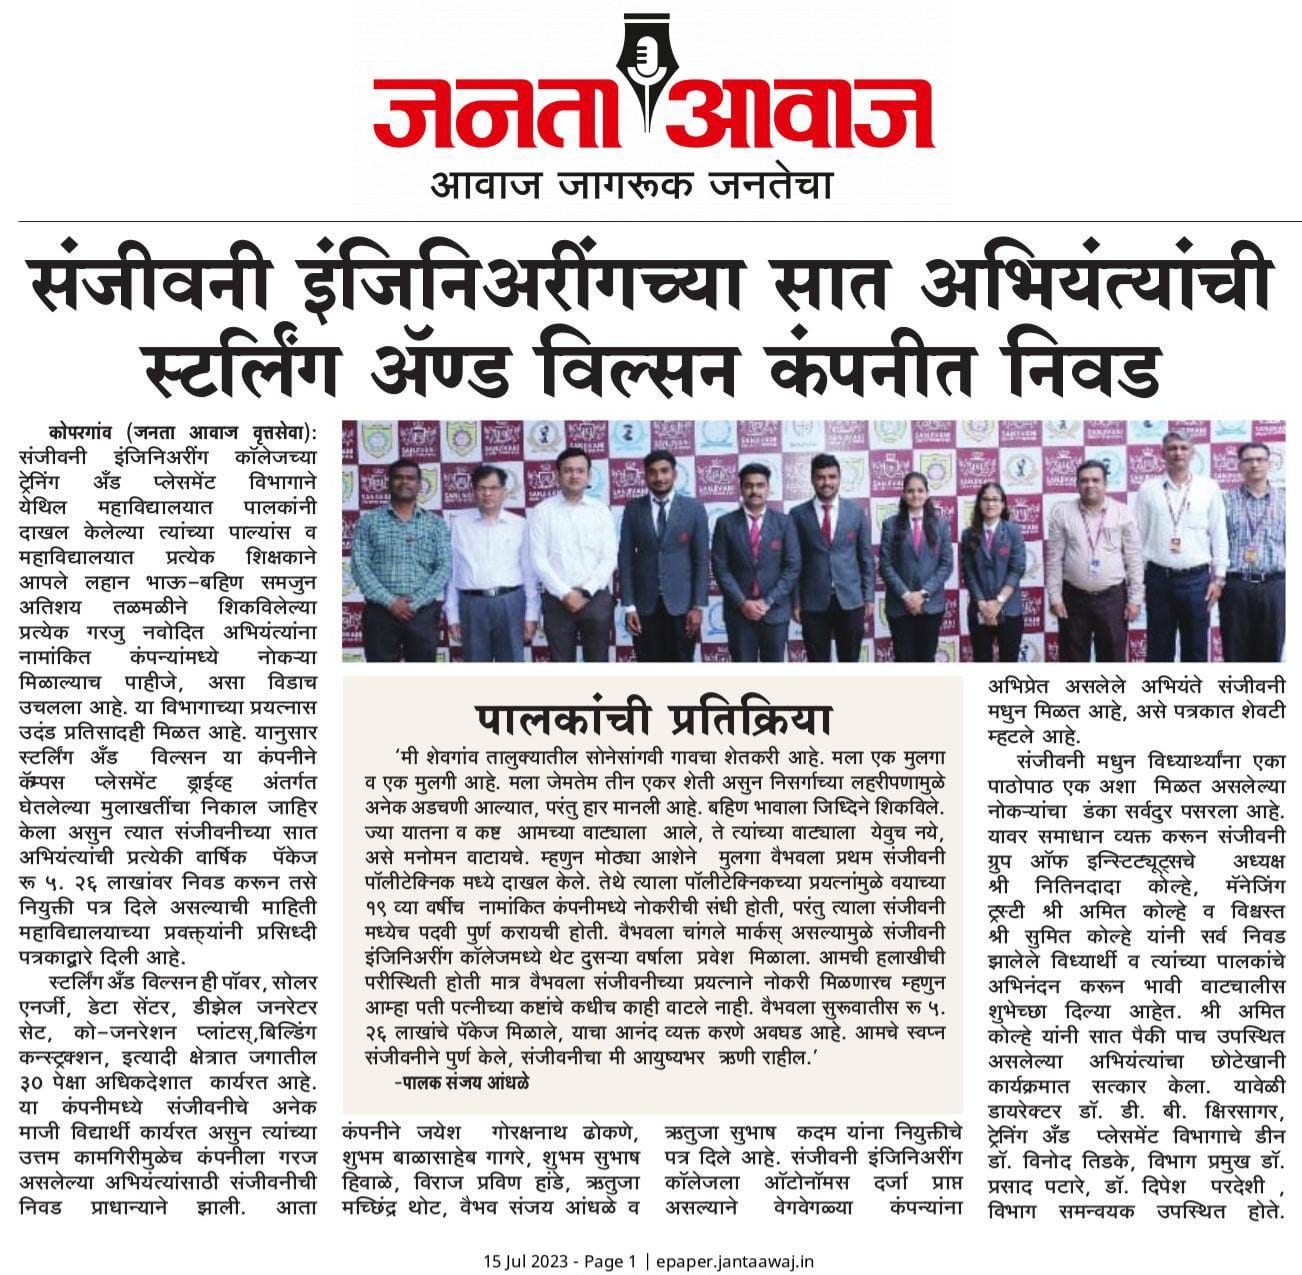 जनता आवाज
आवाज जागरूक जनतेचा
संजीवनी इंजिनिअरींगच्या सात अभियंत्यांची
स्टर्लिंग ॲण्ड विल्सन कंपनीत निवड
कोपरगांव (जनता आवाज वृत्तसेवा):
संजीवनी इंजिनिअरींग कॉलेजच्या
ट्रेनिंग अँड प्लेसमेंट विभागाने
येथिल महाविद्यालयात पालकांनी
दाखल केलेल्या त्यांच्या पाल्यांस व
महाविद्यालयात प्रत्येक शिक्षकाने
आपले लहान भाऊ-बहिण समजुन
अतिशय तळमळीने शिकविलेल्या
प्रत्येक गरजु नवोदित अभियंत्यांना
नामांकित कंपन्यांमध्ये नोकऱ्या
मिळाल्याच पाहीजे, असा विडाच
उचलला आहे. या विभागाच्या प्रयत्नास
उदंड प्रतिसादही मिळत आहे. यानुसार
स्टर्लिंग अँड विल्सन या कंपनीने
कॅम्पस प्लेसमेंट ड्राईव्ह अंतर्गत
घेतलेल्या मुलाखतींचा निकाल जाहिर
केला असुन त्यात संजीवनीच्या सात
अभियंत्यांची प्रत्येकी वार्षिक पॅकेज
रू ५. २६ लाखांवर निवड करून तसे
नियुक्ती पत्र दिले असल्याची माहिती
महाविद्यालयाच्या प्रवक्त्यांनी प्रसिध्दी
पत्रकाद्वारे दिली आहे.
स्टर्लिंग अँड विल्सन ही पॉवर, सोलर
एनर्जी, डेटा सेंटर, डीझेल जनरेटर
सेट, को-जनरेशन प्लांटस्,बिल्डिंग
कन्स्ट्रक्शन, इत्यादी क्षेत्रात जगातील
३० पेक्षा अधिकदेशात कार्यरत आहे.
या कंपनीमध्ये संजीवनीचे अनेक
माजी विद्यार्थी कार्यरत असुन त्यांच्या
उत्तम कामगिरीमुळेच कंपनीला गरज
असलेल्या अभियंत्यांसाठी संजीवनीची
निवड प्राधान्याने झाली. आता
पालकांची प्रतिक्रिया
'मी शेवगांव तालुक्यातील सोनेसांगवी गावचा शेतकरी आहे. मला एक मुलगा
व एक मुलगी आहे. मला जेमतेम तीन एकर शेती असुन निसर्गाच्या लहरीपणामुळे
अनेक अडचणी आल्यात, परंतु हार मानली आहे. बहिण भावाला जिध्दिने शिकविले.
ज्या यातना व कष्ट आमच्या वाट्याला आले, ते त्यांच्या वाट्याला येवुच नये,
असे मनोमन वाटायचे. म्हणुन मोठ्या आशेने मुलगा वैभवला प्रथम संजीवनी
पॉलीटेक्निक मध्ये दाखल केले. तेथे त्याला पॉलीटेक्निकच्या प्रयत्नांमुळे वयाच्या
१९ व्या वर्षीच नामांकित कंपनीमध्ये नोकरीची संधी होती, परंतु त्याला संजीवनी
मध्येच पदवी पुर्ण करायची होती. वैभवला चांगले मार्कस् असल्यामुळे संजीवनी
इंजिनिअरींग कॉलेजमध्ये थेट दुसऱ्या वर्षाला प्रवेश मिळाला. आमची हलाखीची
परीस्थिती होती मात्र वैभवला संजीवनीच्या प्रयत्नाने नोकरी मिळणारच म्हणुन
आम्हा पती पत्नीच्या कष्टांचे कधीच काही वाटले नाही. वैभवला सुरूवातीस रू ५.
२६ लाखांचे पॅकेज मिळाले, याचा आनंद व्यक्त करणे अवघड आहे. आमचे स्वप्न
संजीवनीने पुर्ण केले, संजीवनीचा मी आयुष्यभर ऋणी राहील.'
-पालक संजय आंधळे
कंपनीने जयेश गोरक्षनाथ ढोकणे,
शुभम बाळासाहेब गागरे, शुभम सुभाष
हिवाळे, विराज प्रविण हांडे, ऋतुजा
मच्छिंद्र थोट, वैभव संजय आंधळे व
ऋतुजा सुभाष कदम यांना नियुक्तीचे
पत्र दिले आहे. संजीवनी इंजिनिअरींग
कॉलेजला ऑटोनॉमस दर्जा प्राप्त
असल्याने वेगवेगळ्या कंपन्यांना
अभिप्रेत असलेले अभियंते संजीवनी
मधुन मिळत आहे, असे पत्रकात शेवटी
म्हटले आहे.
संजीवनी मधुन विध्यार्थ्यांना एका
पाठोपाठ एक अशा मिळत असलेल्या
नोकऱ्यांचा डंका सर्वदुर पसरला आहे.
यावर समाधान व्यक्त करून संजीवनी
ग्रुप ऑफ इन्स्टिट्यूट्सचे अध्यक्ष
श्री नितिनदादा कोल्हे, मॅनेजिंग
ट्रस्टी श्री अमित कोल्हे व विश्वस्त
श्री सुमित कोल्हे यांनी सर्व निवड
झालेले विध्यार्थी व त्यांच्या पालकांचे
अभिनंदन करून भावी वाटचालीस
शुभेच्छा दिल्या आहेत. श्री अमित
कोल्हे यांनी सात पैकी पाच उपस्थित
असलेल्या अभियंत्यांचा छोटेखानी
कार्यक्रमात सत्कार केला. यावेळी
डायरेक्टर डॉ. डी. बी. क्षिरसागर,
ट्रेनिंग अँड प्लेसमेंट विभागाचे डीन
डॉ. विनोद तिडके, विभाग प्रमुख डॉ.
प्रसाद पटारे, डॉ. दिपेश परदेशी ,
विभाग समन्वयक उपस्थित होते.
15 Jul 2023 - Page 1 | epaper.jantaawaj.in